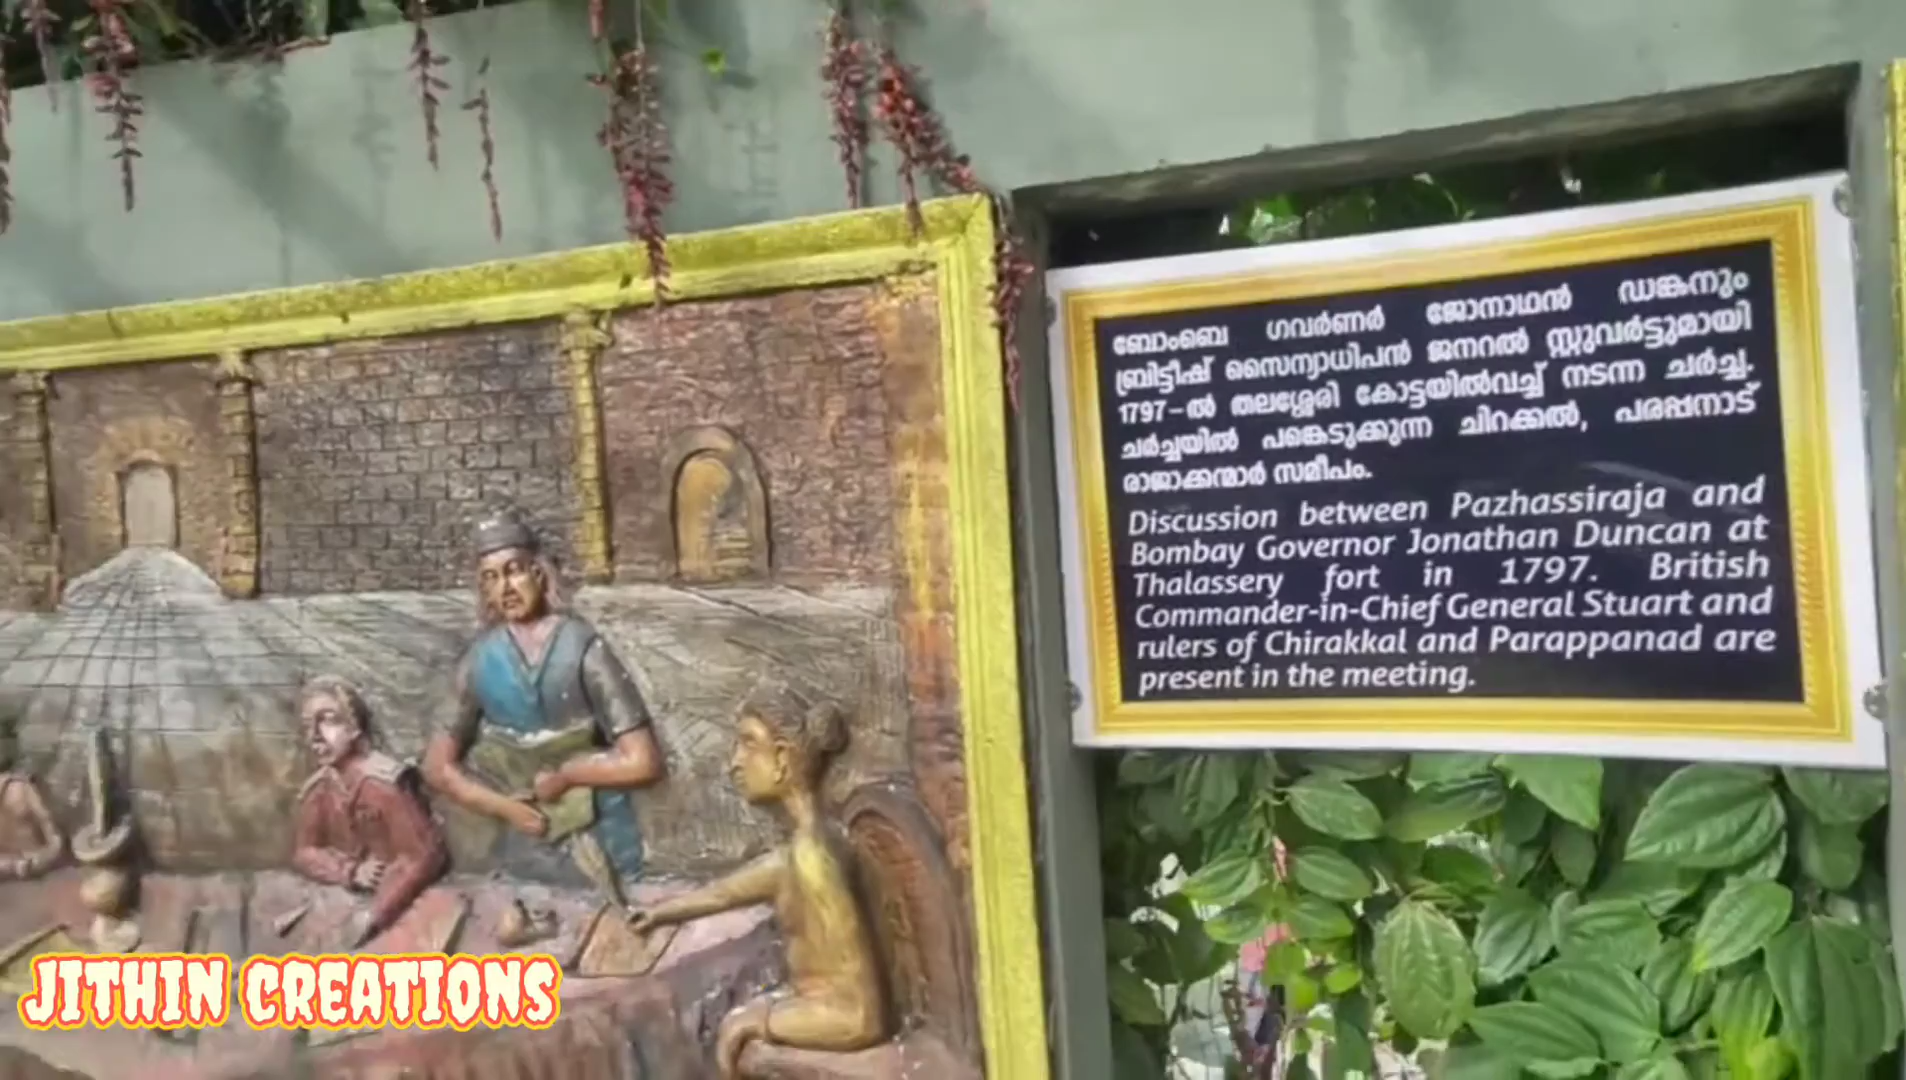 ബോംബെ ഗവർണർ ജോനാഥൻ ഡങ്കനും
ബ്രിട്ടീഷ് സൈന്യാധിപൻ ജനറൽ സ്റ്റുവർട്ടുമായി
1797-ൽ തലശ്ശേരി കോട്ടയിൽവച്ച് നടന്ന ചർച്ച.
ചർച്ചയിൽ പങ്കെടുക്കുന്ന ചിറക്കൽ, പരപ്പനാട്
രാജാക്കന്മാർ സമീപം.
Discussion between Pazhassiraja and
Bombay Governor Jonathan Duncan at
Thalassery fort in 1797. British
Commander-in-Chief General Stuart and
rulers of Chirakkal and Parappanad are
present in the meeting.
JITHIN CREATIONS